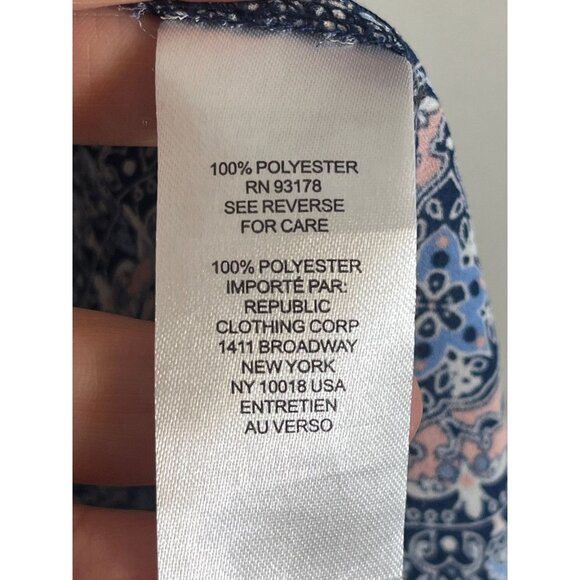 100% POLYESTER
RN 93178
SEE REVERSE
FOR CARE
100% POLYESTER
IMPORTÉ PAR:
REPUBLIC
CLOTHING CORP
1411 BROADWAY
NEW YORK
NY 10018 USA
ENTRETIEN
AU VERSO